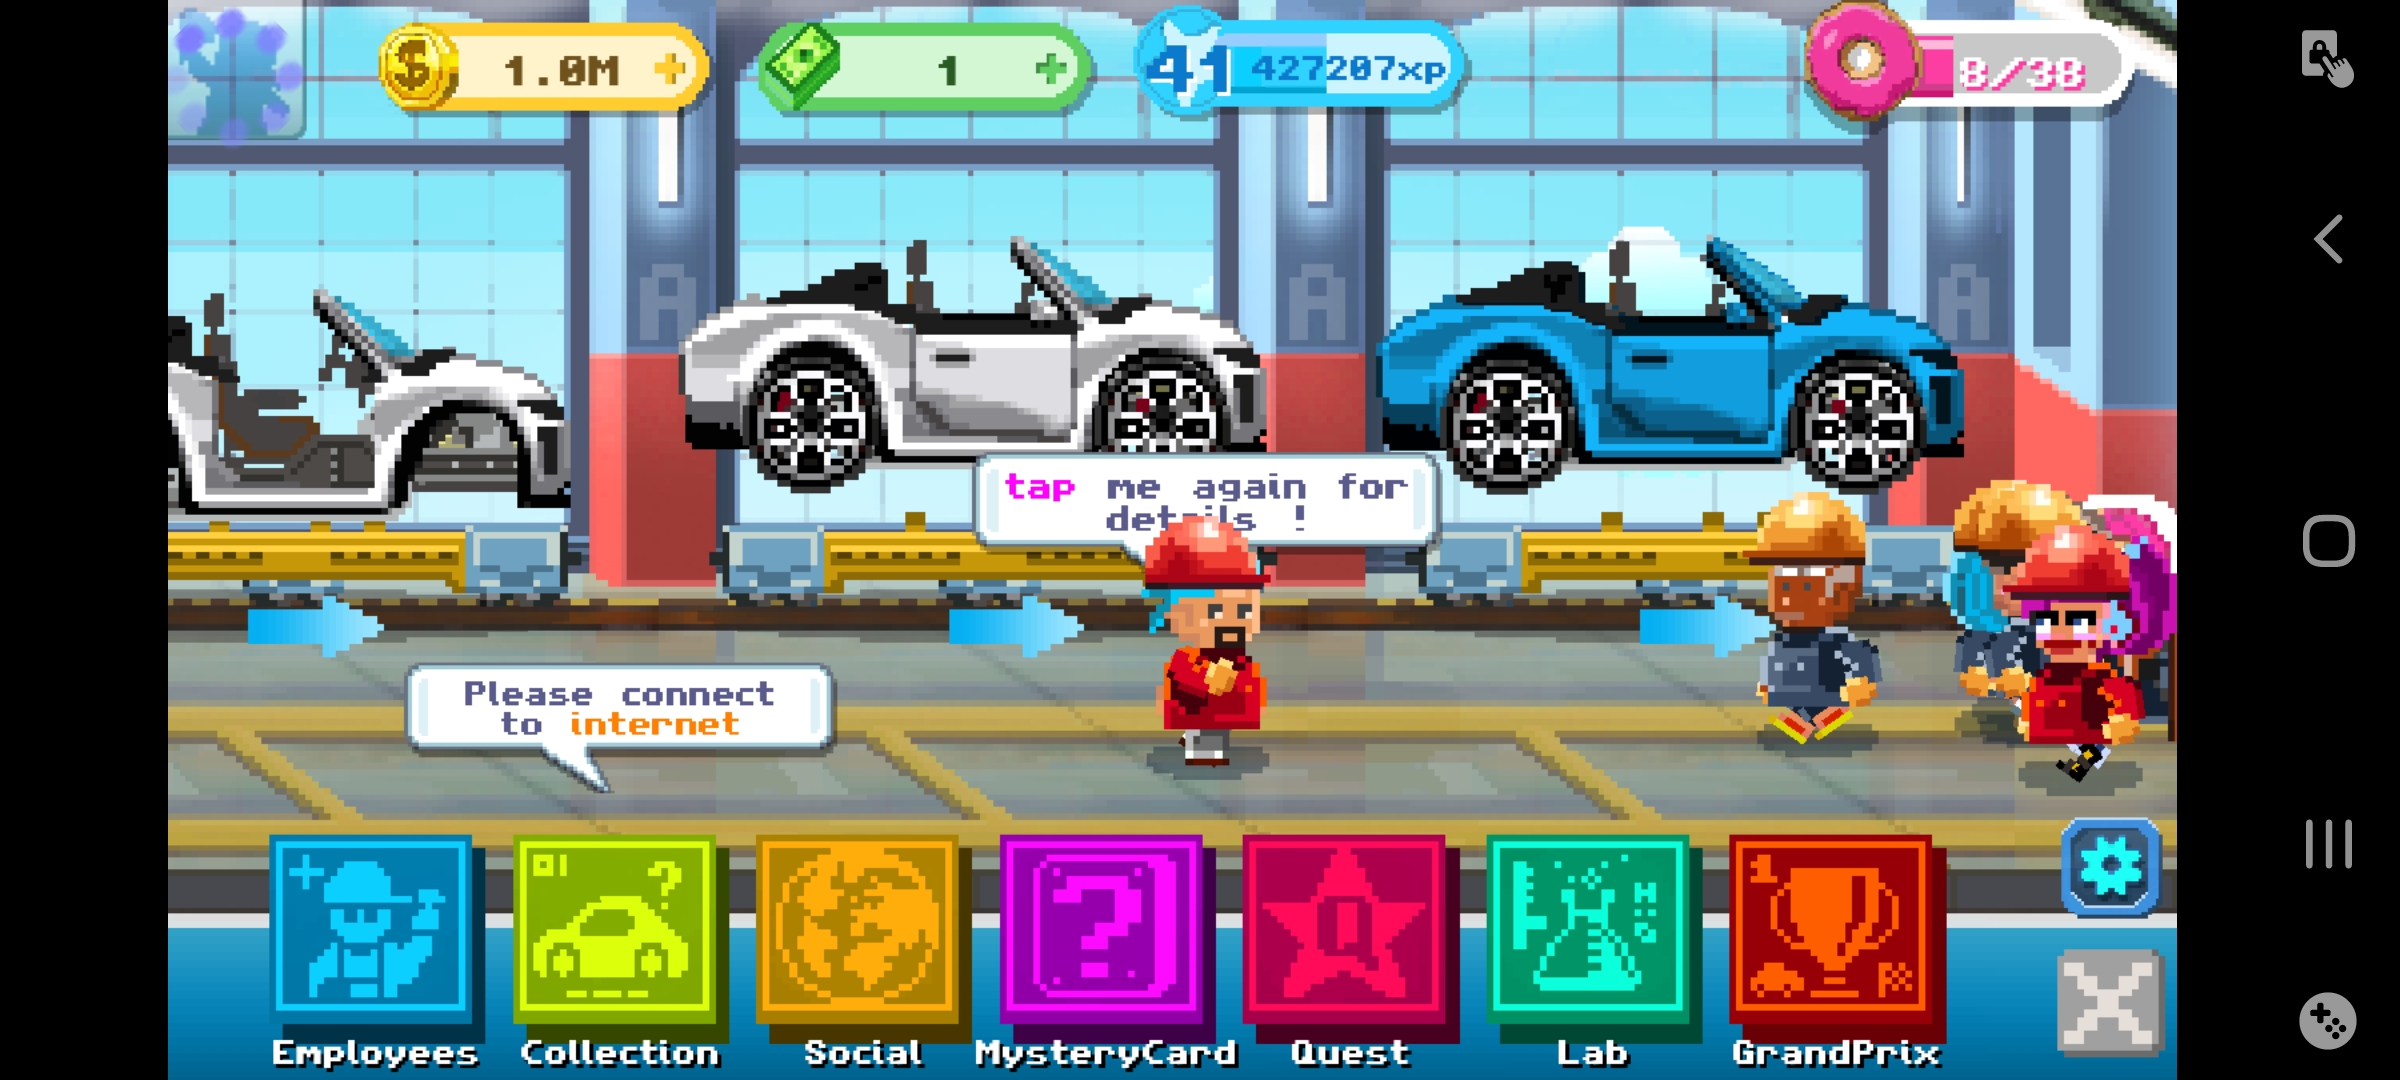 1.0M +
1 +
41 427207xp
8/38
A
A
A
tap me again for
details !
Please connect
to internet
?
?
Q
1
Employees
Collection
Social
MysteryCard
Quest
Lab
GrandPrix